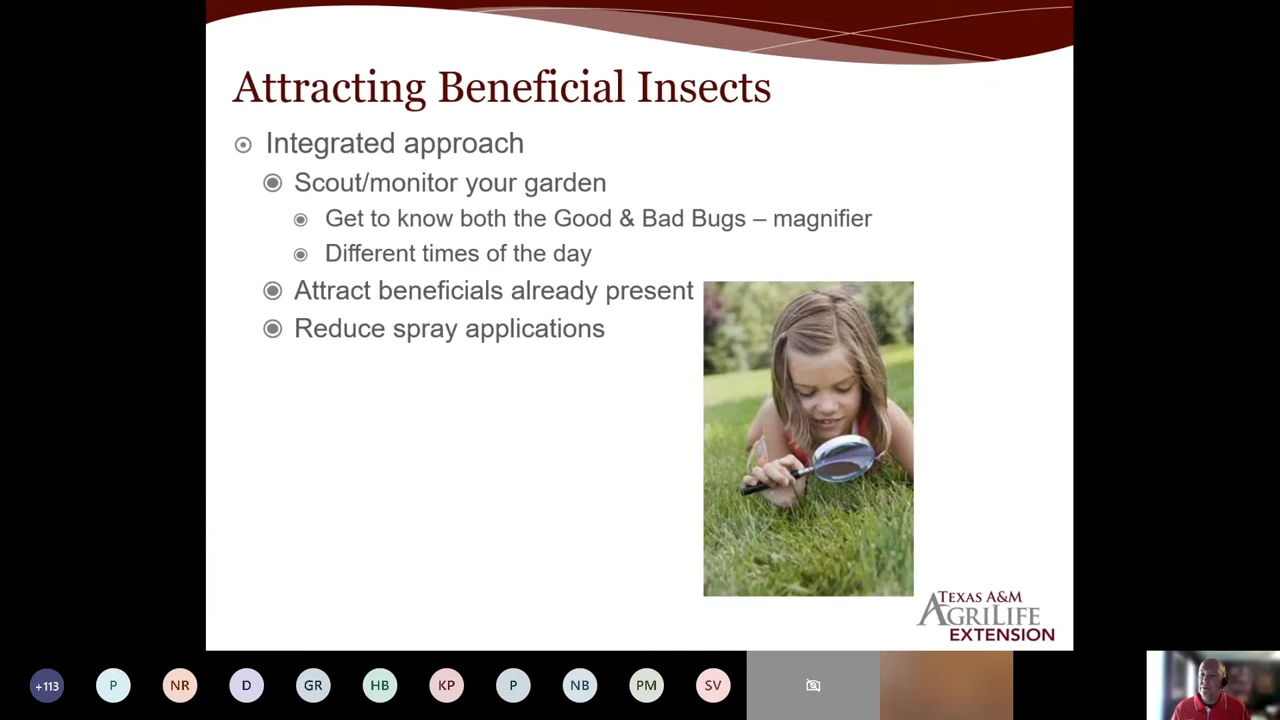 Attracting Beneficial Insects
Integrated approach
Scout/monitor your garden
Get to know both the Good & Bad Bugs – magnifier
Different times of the day
Attract beneficials already present
Reduce spray applications
TEXAS A&M
AGRILIFE
EXTENSION
+113 P NR D GR HB KP P NB PM SV